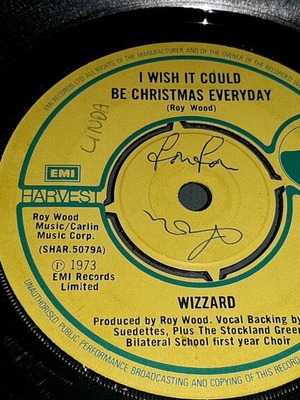 EMI RECORDS LTD. ALL RIGHTS OF THE
AND OF THE OWNER OF THE RECORDED
I WISH IT COULD
BE CHRISTMAS EVERYDAY
(Roy Wood)
LINDA
EMI
HARVEST
Roy Wood
Music/Carlin
Music Corp.
(SHAR.5079A)
℗ 1973
EMI Records
Limited
WIZZARD
Produced by Roy Wood. Vocal Backing by
Suedettes, Plus The Stockland Green
Bilateral School first year Choir
UNAUTHORISED PUBLIC PERFORMANCE BROADCASTING AND COPYING OF THIS RECORD